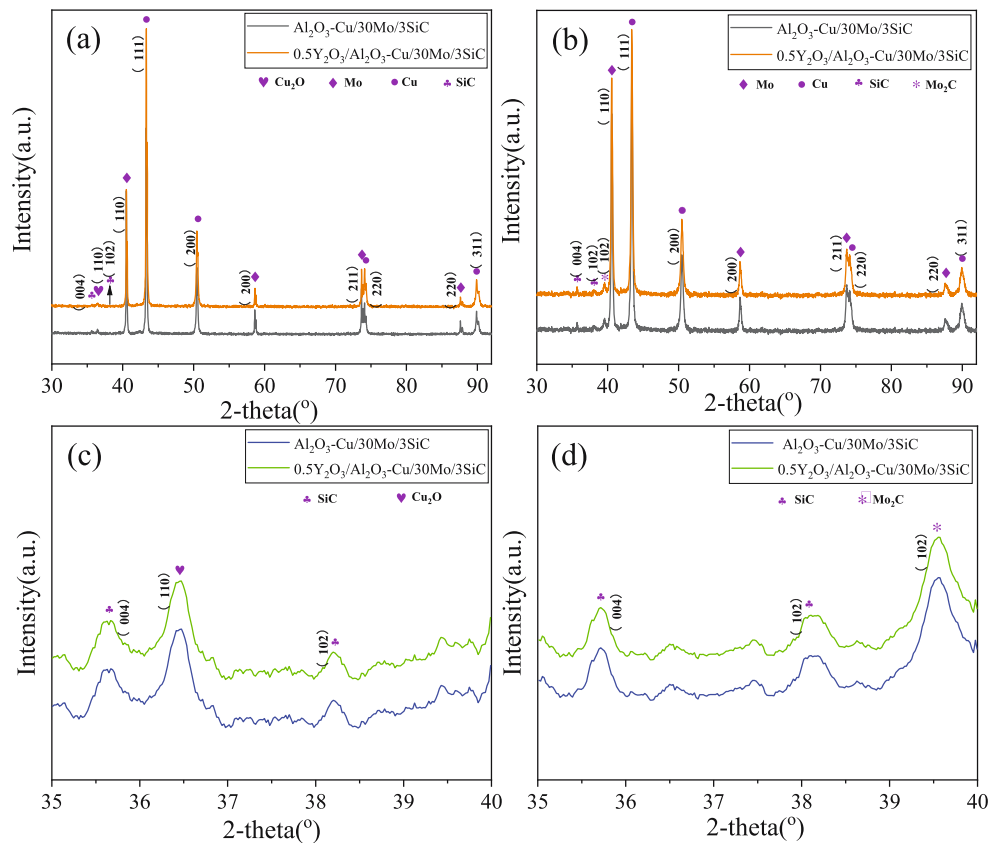 (a)
Al₂O₃-Cu/30Mo/3SiC
0.5Y₂O₃/Al₂O₃-Cu/30Mo/3SiC
♥ Cu₂O ♦ Mo ● Cu ♣ SiC
(004)
(110)
(102)
(110)
(111)
(200)
(200)
(211)
(220)
(220)
(311)
Intensity(a.u.)
30 40 50 60 70 80 90
2-theta(°)
(b)
Al₂O₃-Cu/30Mo/3SiC
0.5Y₂O₃/Al₂O₃-Cu/30Mo/3SiC
♦ Mo ● Cu ♣ SiC * Mo₂C
(004)
(102)
(102)
(110)
(111)
(200)
(200)
(211)
(220)
(220)
(311)
Intensity(a.u.)
30 40 50 60 70 80 90
2-theta(°)
(c)
Al₂O₃-Cu/30Mo/3SiC
0.5Y₂O₃/Al₂O₃-Cu/30Mo/3SiC
♣ SiC ♥ Cu₂O
(004)
(110)
(102)
Intensity(a.u.)
35 36 37 38 39 40
2-theta(°)
(d)
Al₂O₃-Cu/30Mo/3SiC
0.5Y₂O₃/Al₂O₃-Cu/30Mo/3SiC
♣ SiC * Mo₂C
(004)
(102)
(102)
Intensity(a.u.)
35 36 37 38 39 40
2-theta(°)